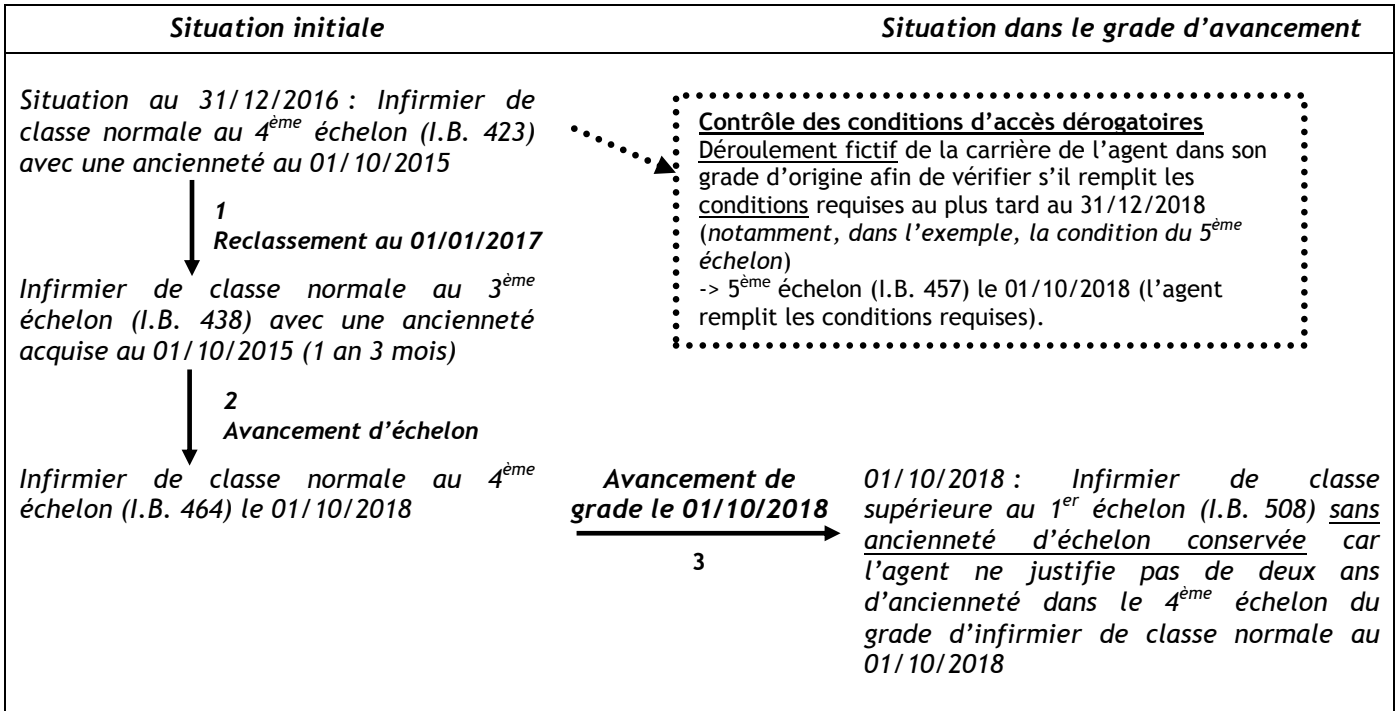 Situation initiale
Situation dans le grade d’avancement
Situation au 31/12/2016 : Infirmier de
classe normale au 4ème échelon (I.B. 423)
avec une ancienneté au 01/10/2015
1
Reclassement au 01/01/2017
Infirmier de classe normale au 3ème
échelon (I.B. 438) avec une ancienneté
acquise au 01/10/2015 (1 an 3 mois)
2
Avancement d’échelon
Infirmier de classe normale au 4ème
échelon (I.B. 464) le 01/10/2018
Contrôle des conditions d’accès dérogatoires
Déroulement fictif de la carrière de l’agent dans son
grade d’origine afin de vérifier s’il remplit les
conditions requises au plus tard au 31/12/2018
(notamment, dans l’exemple, la condition du 5ème
échelon)
-> 5ème échelon (I.B. 457) le 01/10/2018 (l’agent
remplit les conditions requises).
Avancement de
grade le 01/10/2018
3
01/10/2018 : Infirmier de classe
supérieure au 1er échelon (I.B. 508) sans
ancienneté d’échelon conservée car
l’agent ne justifie pas de deux ans
d’ancienneté dans le 4ème échelon du
grade d’infirmier de classe normale au
01/10/2018